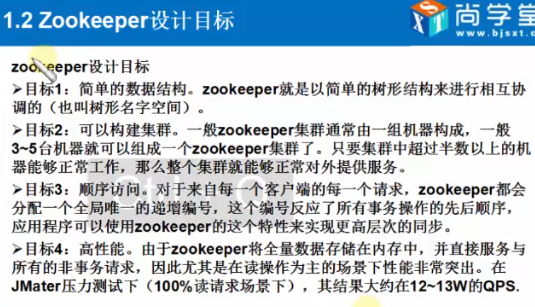 1.2 Zookeeper设计目标
尚学堂
www.bjsxt.com
zookeeper设计目标
➢目标1：简单的数据结构。zookeeper就是以简单的树形结构来进行相互协
调的（也叫树形名字空间）。
➢目标2：可以构建集群。一般zookeeper集群通常由一组机器构成，一般
3~5台机器就可以组成一个zookeeper集群了。只要集群中超过半数以上的机
器能够正常工作，那么整个集群就能够正常对外提供服务。
➢目标3：顺序访问。对于来自每一个客户端的每一个请求，zookeeper都会
分配一个全局唯一的递增编号，这个编号反应了所有事务操作的先后顺序，
应用程序可以使用zookeeper的这个特性来实现更高层次的同步。
➢目标4：高性能。由于zookeeper将全量数据存储在内存中，并直接服务与
所有的非事务请求，因此尤其是在读操作为主的场景下性能非常突出。在
JMater压力测试下（100%读请求场景下），其结果大约在12~13W的QPS.